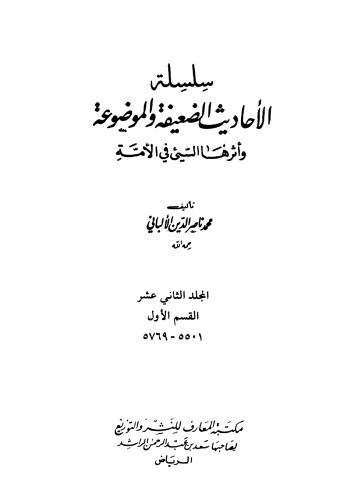 سلسلة
الأحاديث الضعيفة والموضوعة
وأثرها السيئ في الأمة
تأليف
محمد ناصر الدين الألباني
رحمه الله
المجلد الثاني عشر
القسم الأول
٥٥٠١ - ٥٧٦٩
مكتبة المعارف للنشر والتوزيع
لصاحبها سعد بن عبد الرحمن الراشد
الرياض